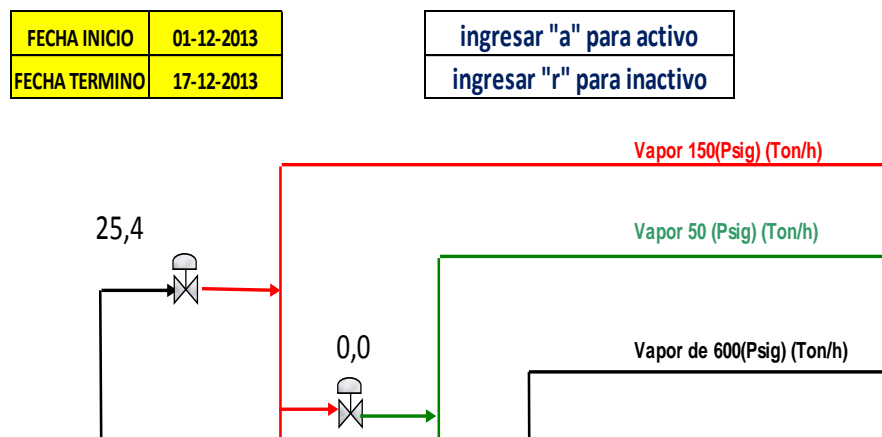 FECHA INICIO 01-12-2013
FECHA TERMINO 17-12-2013
ingresar "a" para activo
ingresar "r" para inactivo
Vapor 150(Psig) (Ton/h)
25,4
Vapor 50 (Psig) (Ton/h)
0,0
Vapor de 600(Psig) (Ton/h)